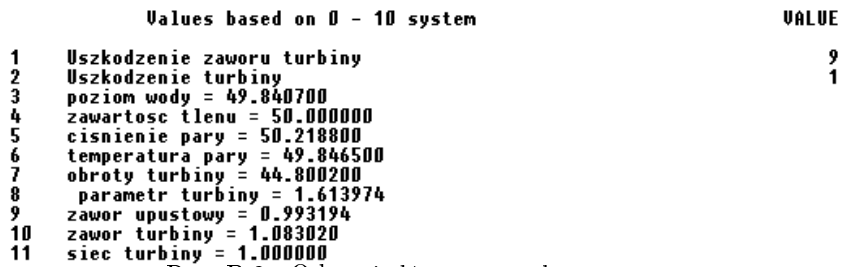 Values based on 0 - 10 system VALUE
1 Uszkodzenie zaworu turbiny 9
2 Uszkodzenie turbiny 1
3 poziom wody = 49.840700
4 zawartosc tlenu = 50.000000
5 cisnienie pary = 50.218800
6 temperatura pary = 49.846500
7 obroty turbiny = 44.800200
8 parametr turbiny = 1.613974
9 zawor upustowy = 0.993194
10 zawor turbiny = 1.083020
11 siec turbiny = 1.000000